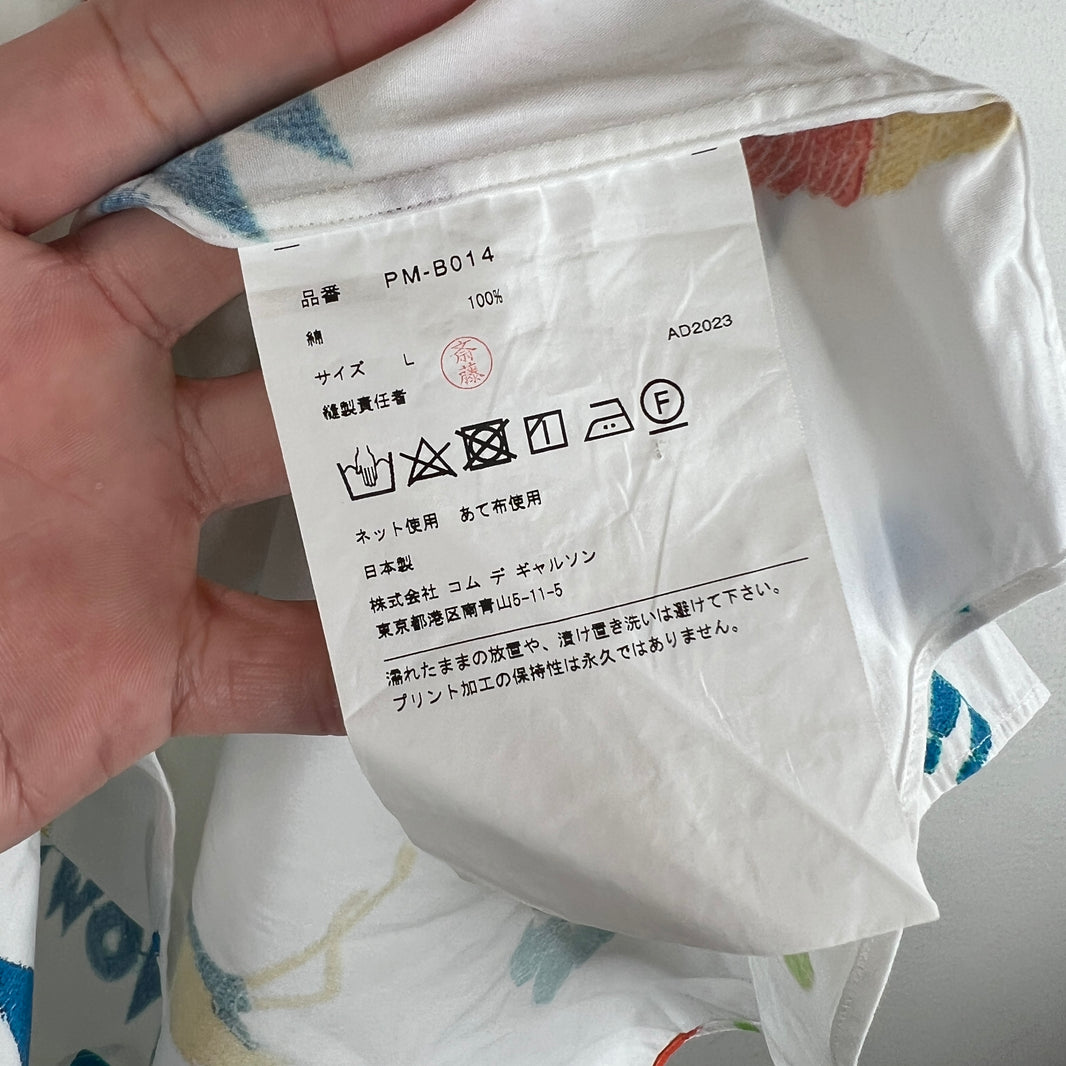 品番 PM-B014
綿 100%
サイズ L
斎藤
AD2023
縫製責任者
F
ネット使用 あて布使用
日本製
株式会社 コム デ ギャルソン
東京都港区南青山5-11-5
濡れたままの放置や、漬け置き洗いは避けて下さい。
プリント加工の保持性は永久ではありません。